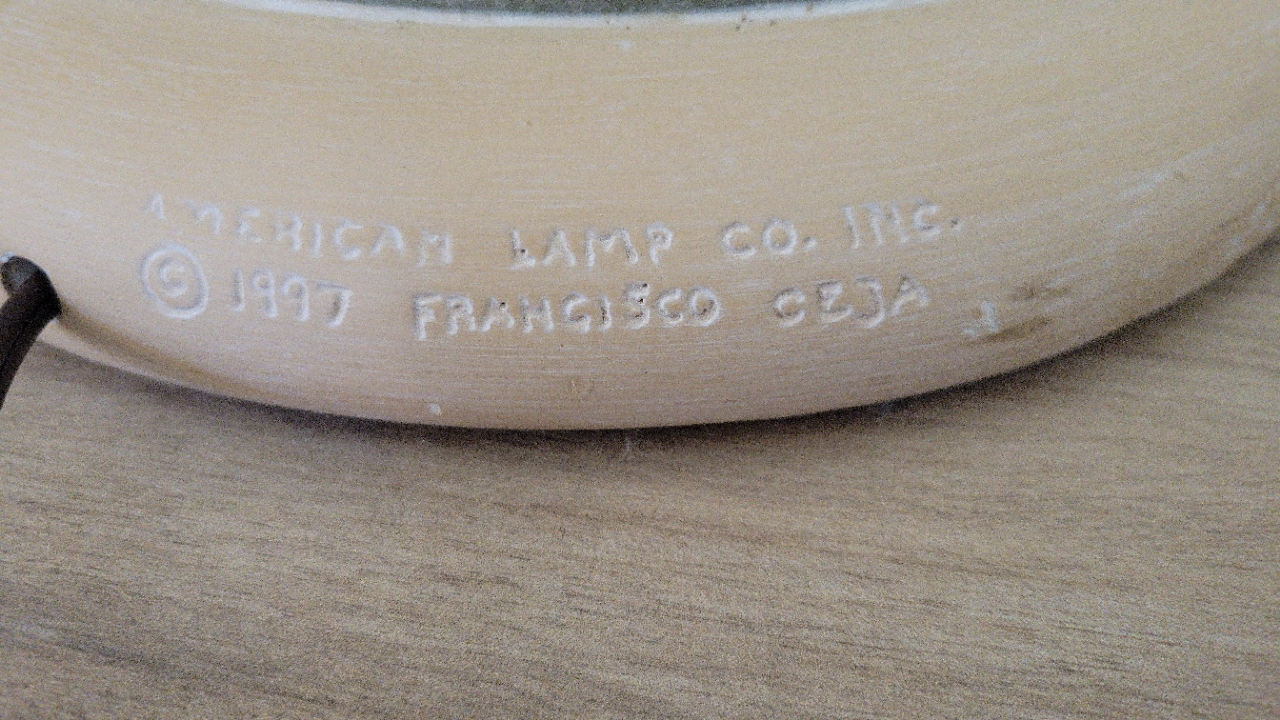 AMERICAN LAMP CO. INC.
© 1997 FRANCISCO CEJA